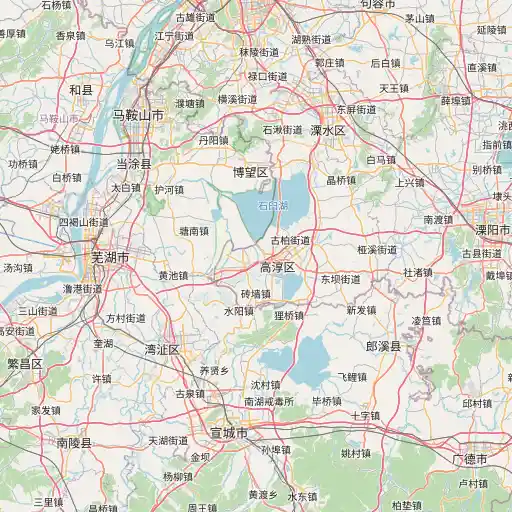 石杨镇
古雄街道
句容市
茅山镇
延陵镇
善厚镇
香泉镇
乌江镇
江宁街道
秣陵街道
湖熟街道
郭庄镇
后白镇
直溪镇
和县
禄口街道
天王镇
濮塘镇
横溪街道
薛埠镇
马鞍山市
东屏街道
马鞍山市
石湫街道
溧水区
丹阳镇
姥桥镇
指前镇
功桥镇
当涂县
白马镇
白桥镇
博望区
别桥镇
太白镇
护河镇
晶桥镇
上兴镇
埭头镇
石臼湖
四褐山街道
南渡镇
塘南镇
溧阳市
古柏街道
桠溪街道
古县街道
芜湖市
汤沟镇
黄池镇
高淳区
社渚镇
戴埠镇
东坝街道
澛港街道
砖墙镇
三山街道
水阳镇
狸桥镇
新发镇
方村街道
凌笪镇
高安街道
奎湖
湾沚区
郎溪县
繁昌区
养贤乡
许镇
沈村镇
飞鲤镇
古泉镇
南湖戒毒所
毕桥镇
邱村镇
家发镇
十字镇
南陵县
天湖街道
宣城市
孙埠镇
金坝
姚村镇
广德市
杨柳镇
卢村镇
三里镇
黄渡乡
水东镇
昌桥镇
周王镇
柏垫镇